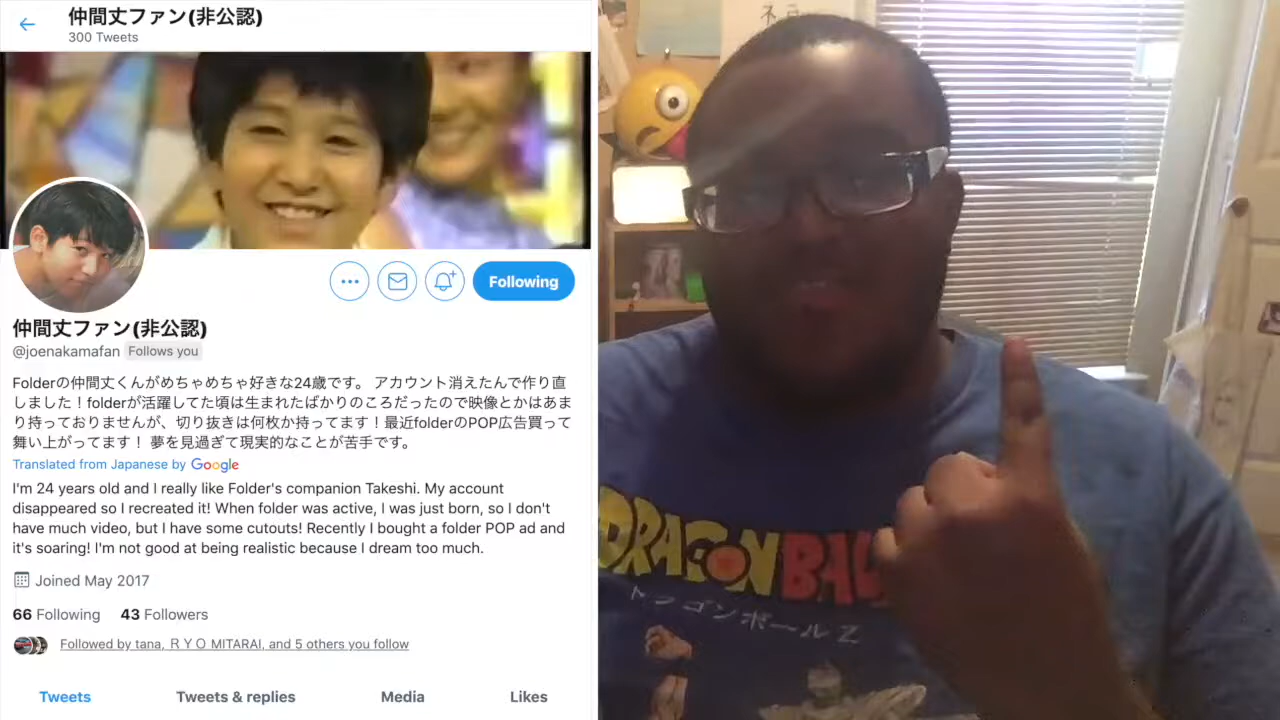 仲間丈ファン(非公認)
300 Tweets
Following
仲間丈ファン(非公認)
@joenakamafan Follows you
Folderの仲間丈くんがめちゃめちゃ好きな24歳です。 アカウント消えたんで作り直
しました！folderが活躍してた頃は生まれたばかりのころだったので映像とかはあま
り持っておりませんが、切り抜きは何枚か持ってます！最近folderのPOP広告買って
舞い上がってます！ 夢を見過ぎて現実的なことが苦手です。
Translated from Japanese by Google
I'm 24 years old and I really like Folder's companion Takeshi. My account
disappeared so I recreated it! When folder was active, I was just born, so I don't
have much video, but I have some cutouts! Recently I bought a folder POP ad and
it's soaring! I'm not good at being realistic because I dream too much.
Joined May 2017
66 Following 43 Followers
Followed by tana, ＲＹＯ MITARAI, and 5 others you follow
Tweets Tweets & replies Media Likes
DRAGON BAL
ドラゴンボールZ